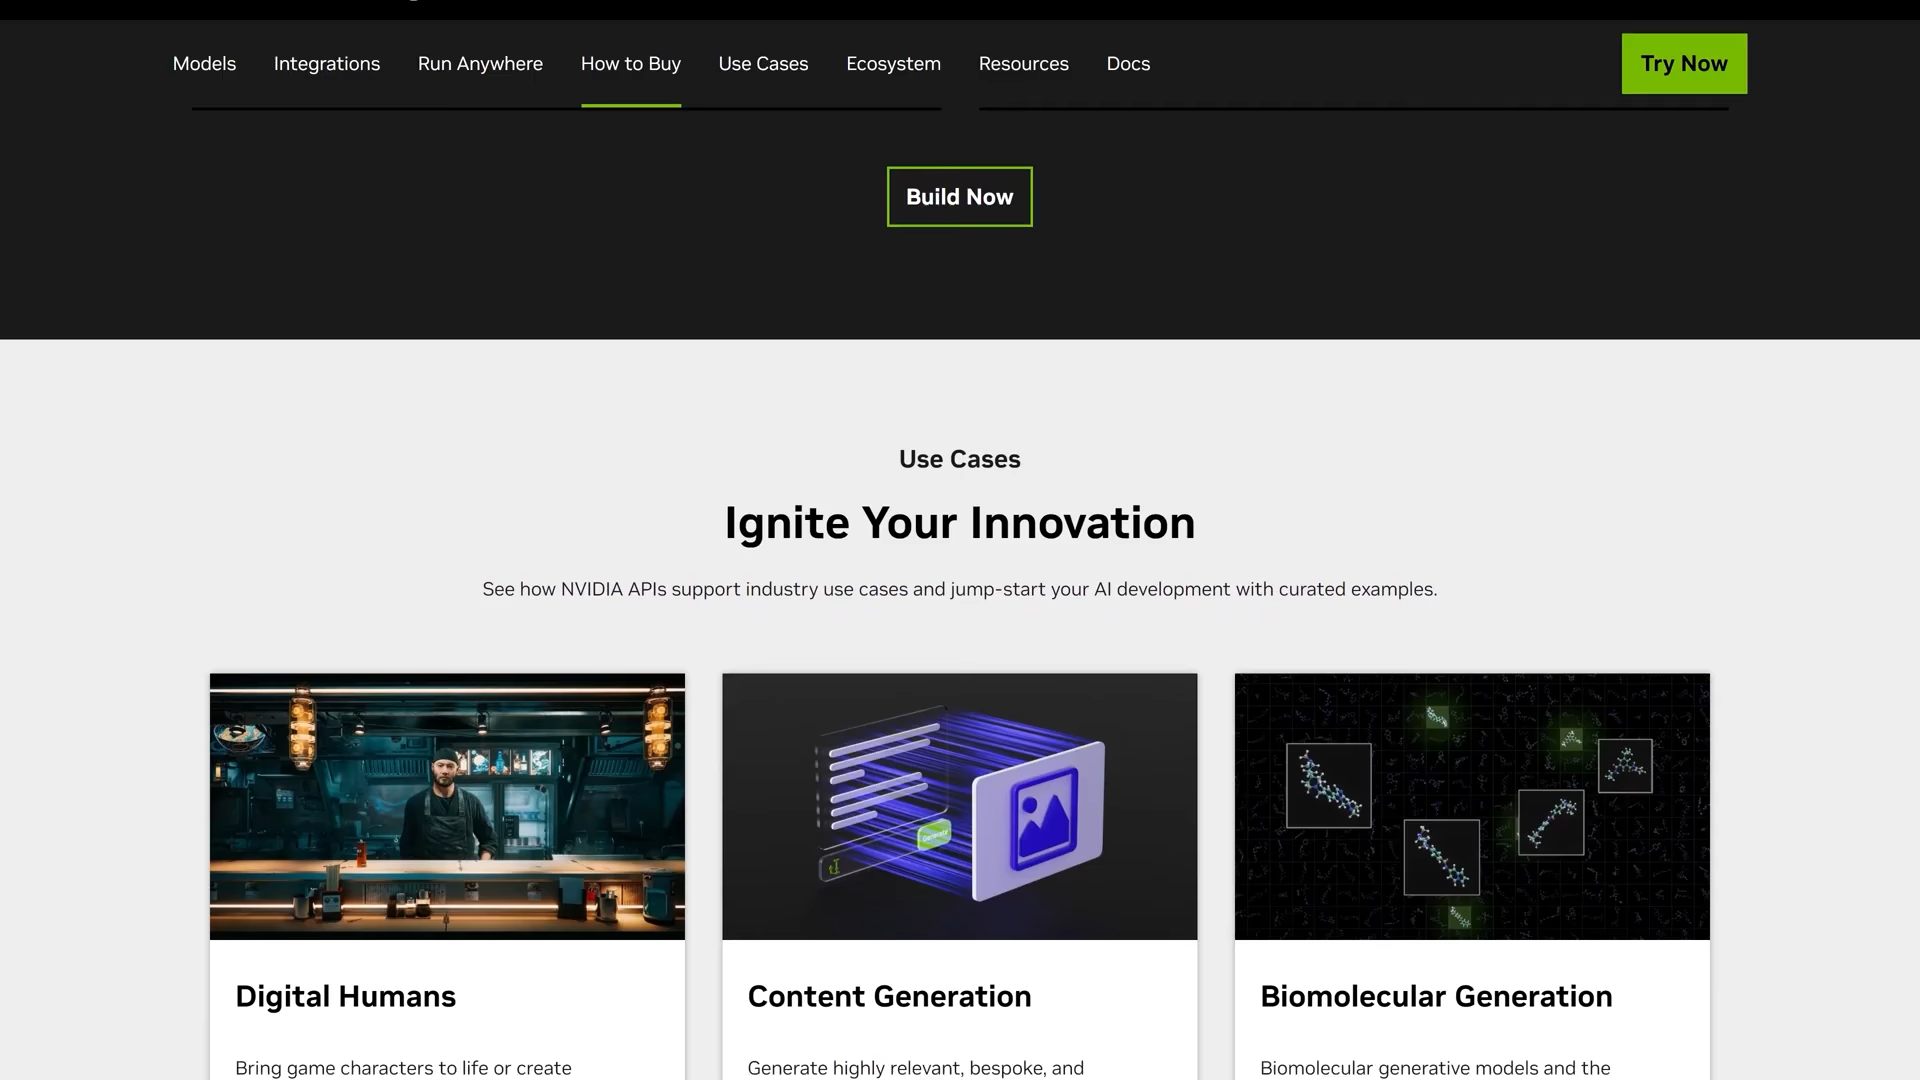 Models
Integrations
Run Anywhere
How to Buy
Use Cases
Ecosystem
Resources
Docs
Try Now
Build Now
Use Cases
Ignite Your Innovation
See how NVIDIA APIs support industry use cases and jump-start your AI development with curated examples.
Generate
Digital Humans
Content Generation
Biomolecular Generation
Bring game characters to life or create
Generate highly relevant, bespoke, and
Biomolecular generative models and the